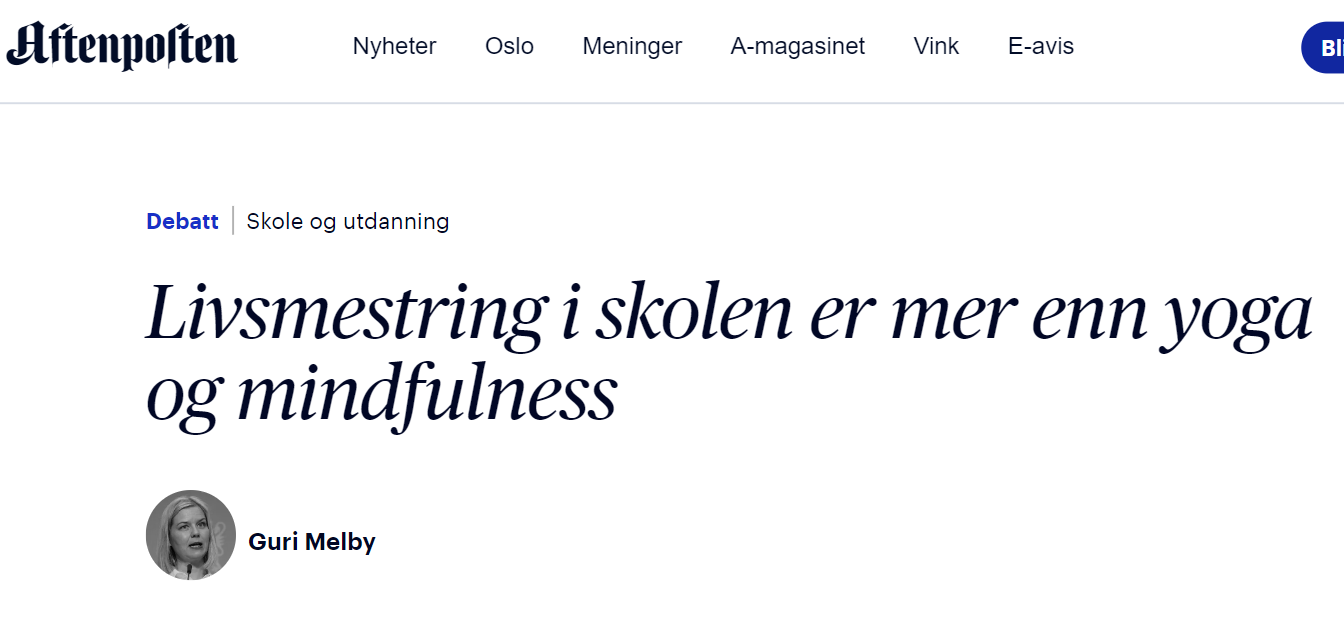 Aftenposten
Nyheter Oslo Meninger A-magasinet Vink E-avis
Debatt Skole og utdanning
Livsmestring i skolen er mer enn yoga
og mindfulness
Guri Melby